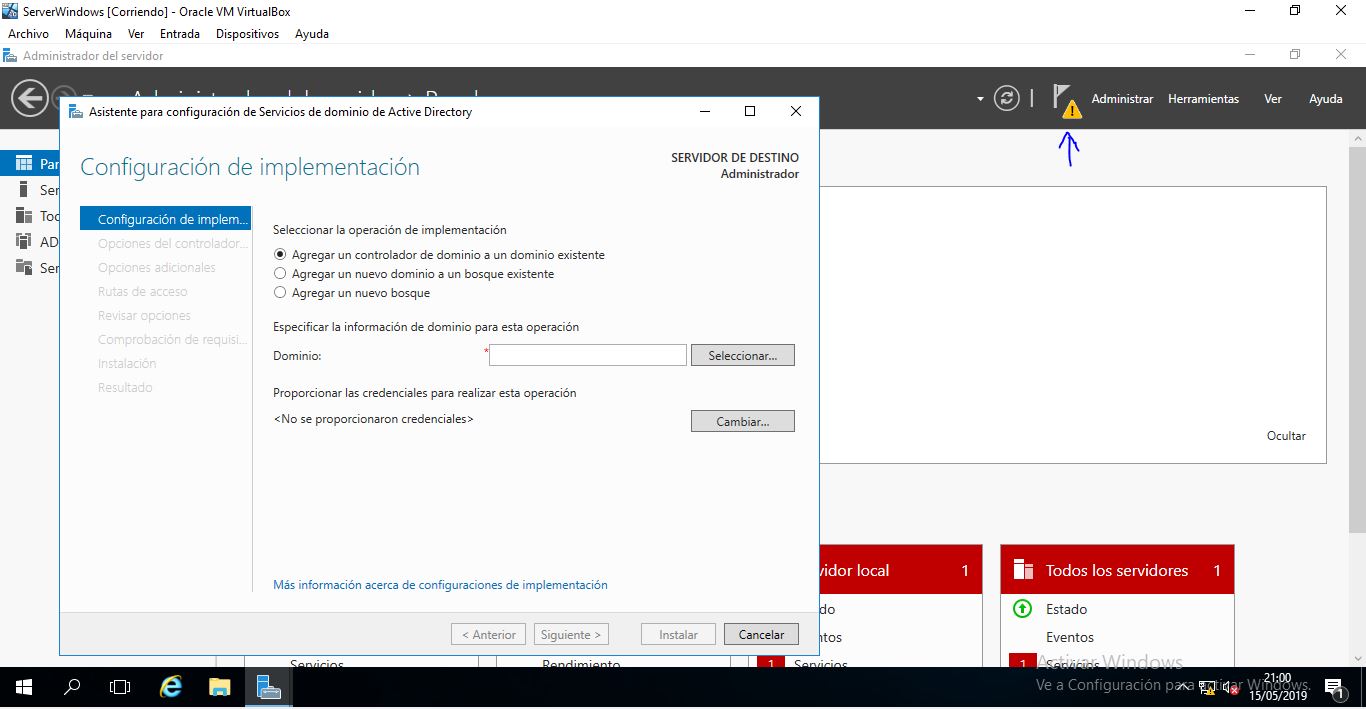 ServerWindows [Corriendo] - Oracle VM VirtualBox
Archivo Máquina Ver Entrada Dispositivos Ayuda
Administrador del servidor
Administrar Herramientas Ver Ayuda
Asistente para configuración de Servicios de dominio de Active Directory
Configuración de implementación
SERVIDOR DE DESTINO
Administrador
Par
Ser
Too
AD
Ser
Configuración de implem...
Opciones del controlador...
Opciones adicionales
Rutas de acceso
Revisar opciones
Comprobación de requisi...
Instalación
Resultado
Seleccionar la operación de implementación
Agregar un controlador de dominio a un dominio existente
Agregar un nuevo dominio a un bosque existente
Agregar un nuevo bosque
Especificar la información de dominio para esta operación
Dominio: * Seleccionar...
Proporcionar las credenciales para realizar esta operación
<No se proporcionaron credenciales> Cambiar...
Más información acerca de configuraciones de implementación
< Anterior Siguiente > Instalar Cancelar
Ocultar
vidor local 1
do
ntos
1 Servicios
Todos los servidores 1
Estado
Eventos
1 Servicios
Servicios
Rendimiento
Activar Windows
Ve a Configuración para activar Windows.
21:00
15/05/2019
1